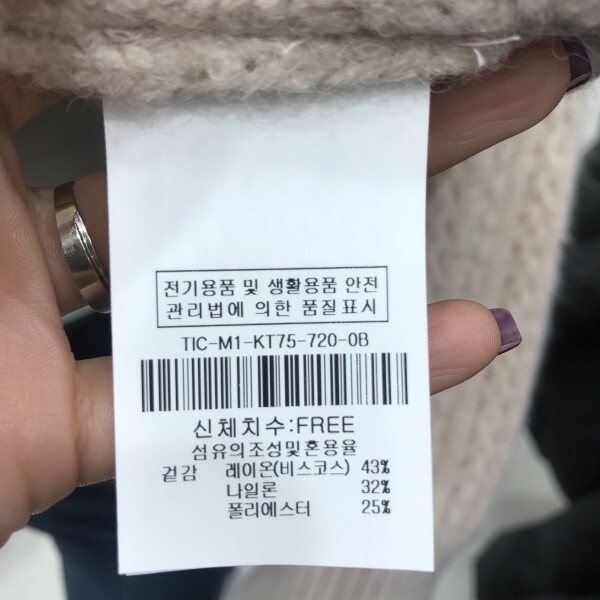 전기용품 및 생활용품 안전
관리법에 의한 품질표시
TIC-M1-KT75-720-0B
신체치수:FREE
섬유의조성및혼용율
겉감 레이온(비스코스) 43%
나일론 32%
폴리에스터 25%